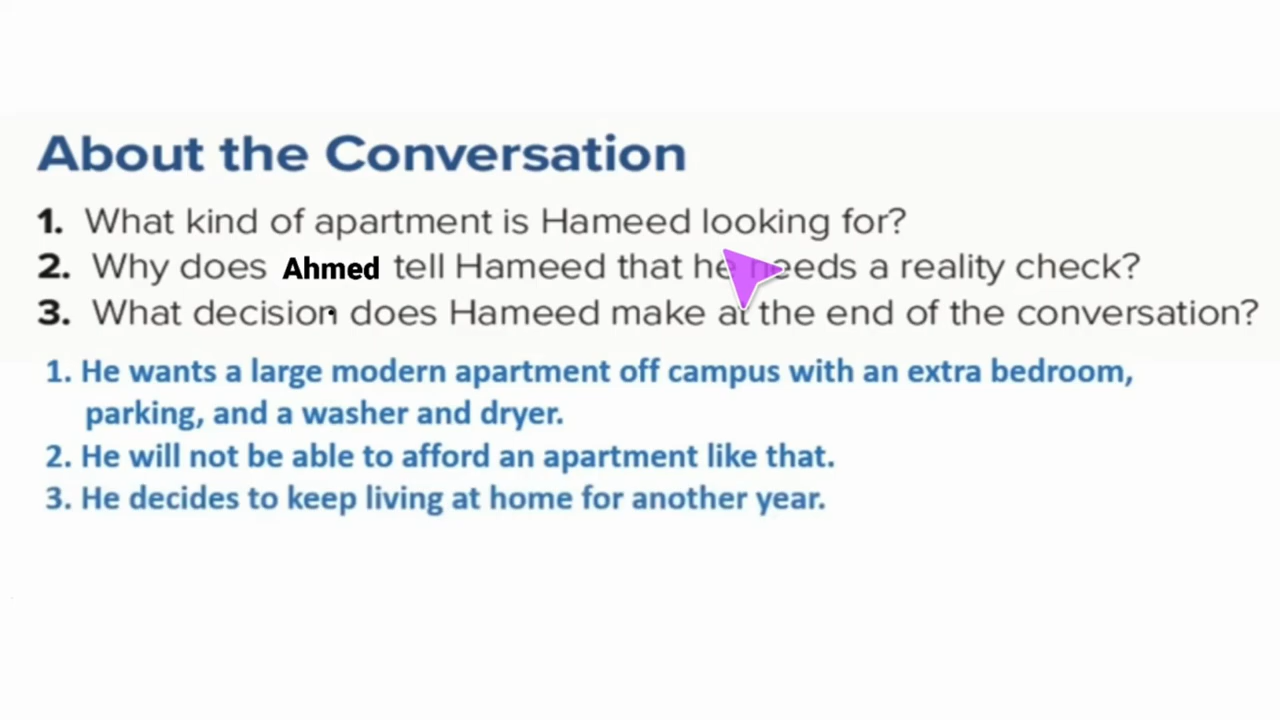 About the Conversation
1. What kind of apartment is Hameed looking for?
2. Why does Ahmed tell Hameed that he needs a reality check?
3. What decision does Hameed make at the end of the conversation?
1. He wants a large modern apartment off campus with an extra bedroom,
parking, and a washer and dryer.
2. He will not be able to afford an apartment like that.
3. He decides to keep living at home for another year.